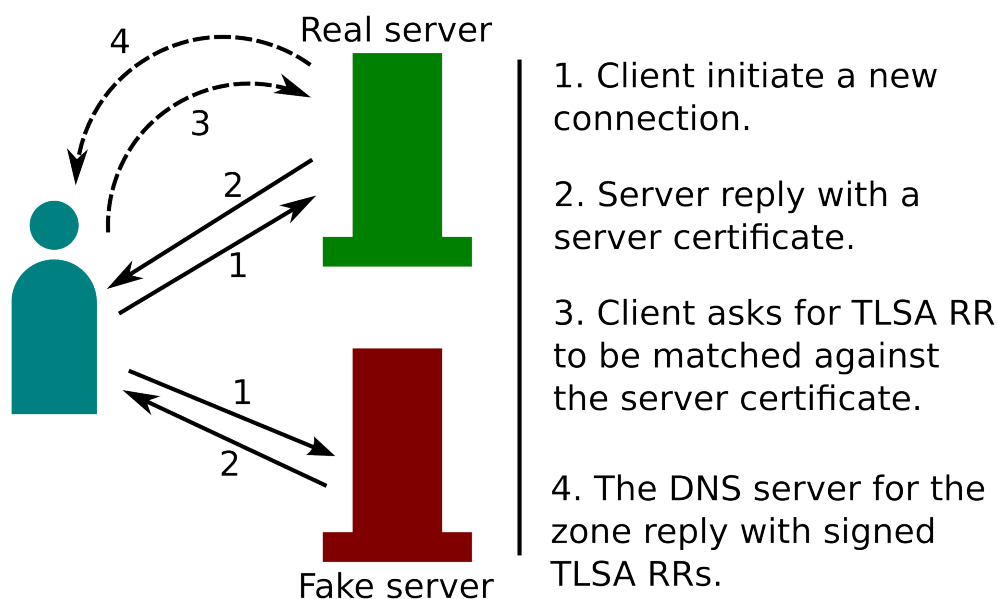 Real server
4
3
2
1
1
2
Fake server
1. Client initiate a new
connection.
2. Server reply with a
server certificate.
3. Client asks for TLSA RR
to be matched against
the server certificate.
4. The DNS server for the
zone reply with signed
TLSA RRs.